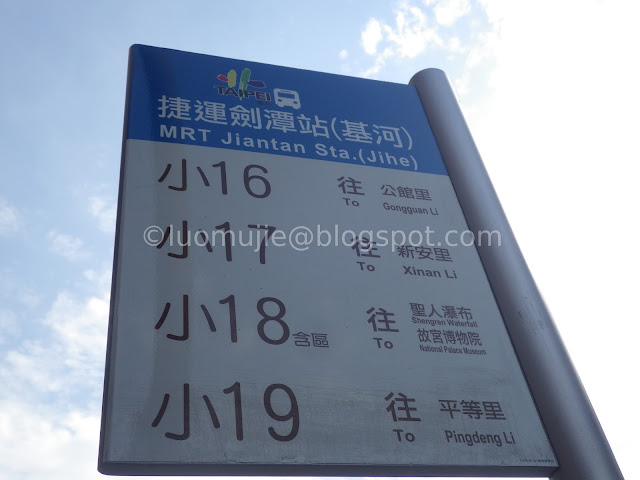 TAIPEI
捷運劍潭站(基河)
MRT Jiantan Sta.(Jihe)
小16 往 公館里
To Gongguan Li
©luomujie@blogspot.com
小17 往 新安里
To Xinan Li
小18含區 往 聖人瀑布
Shengren Waterfall
To 故宮博物院
National Palace Museum
小19 往 平等里
To Pingdeng Li